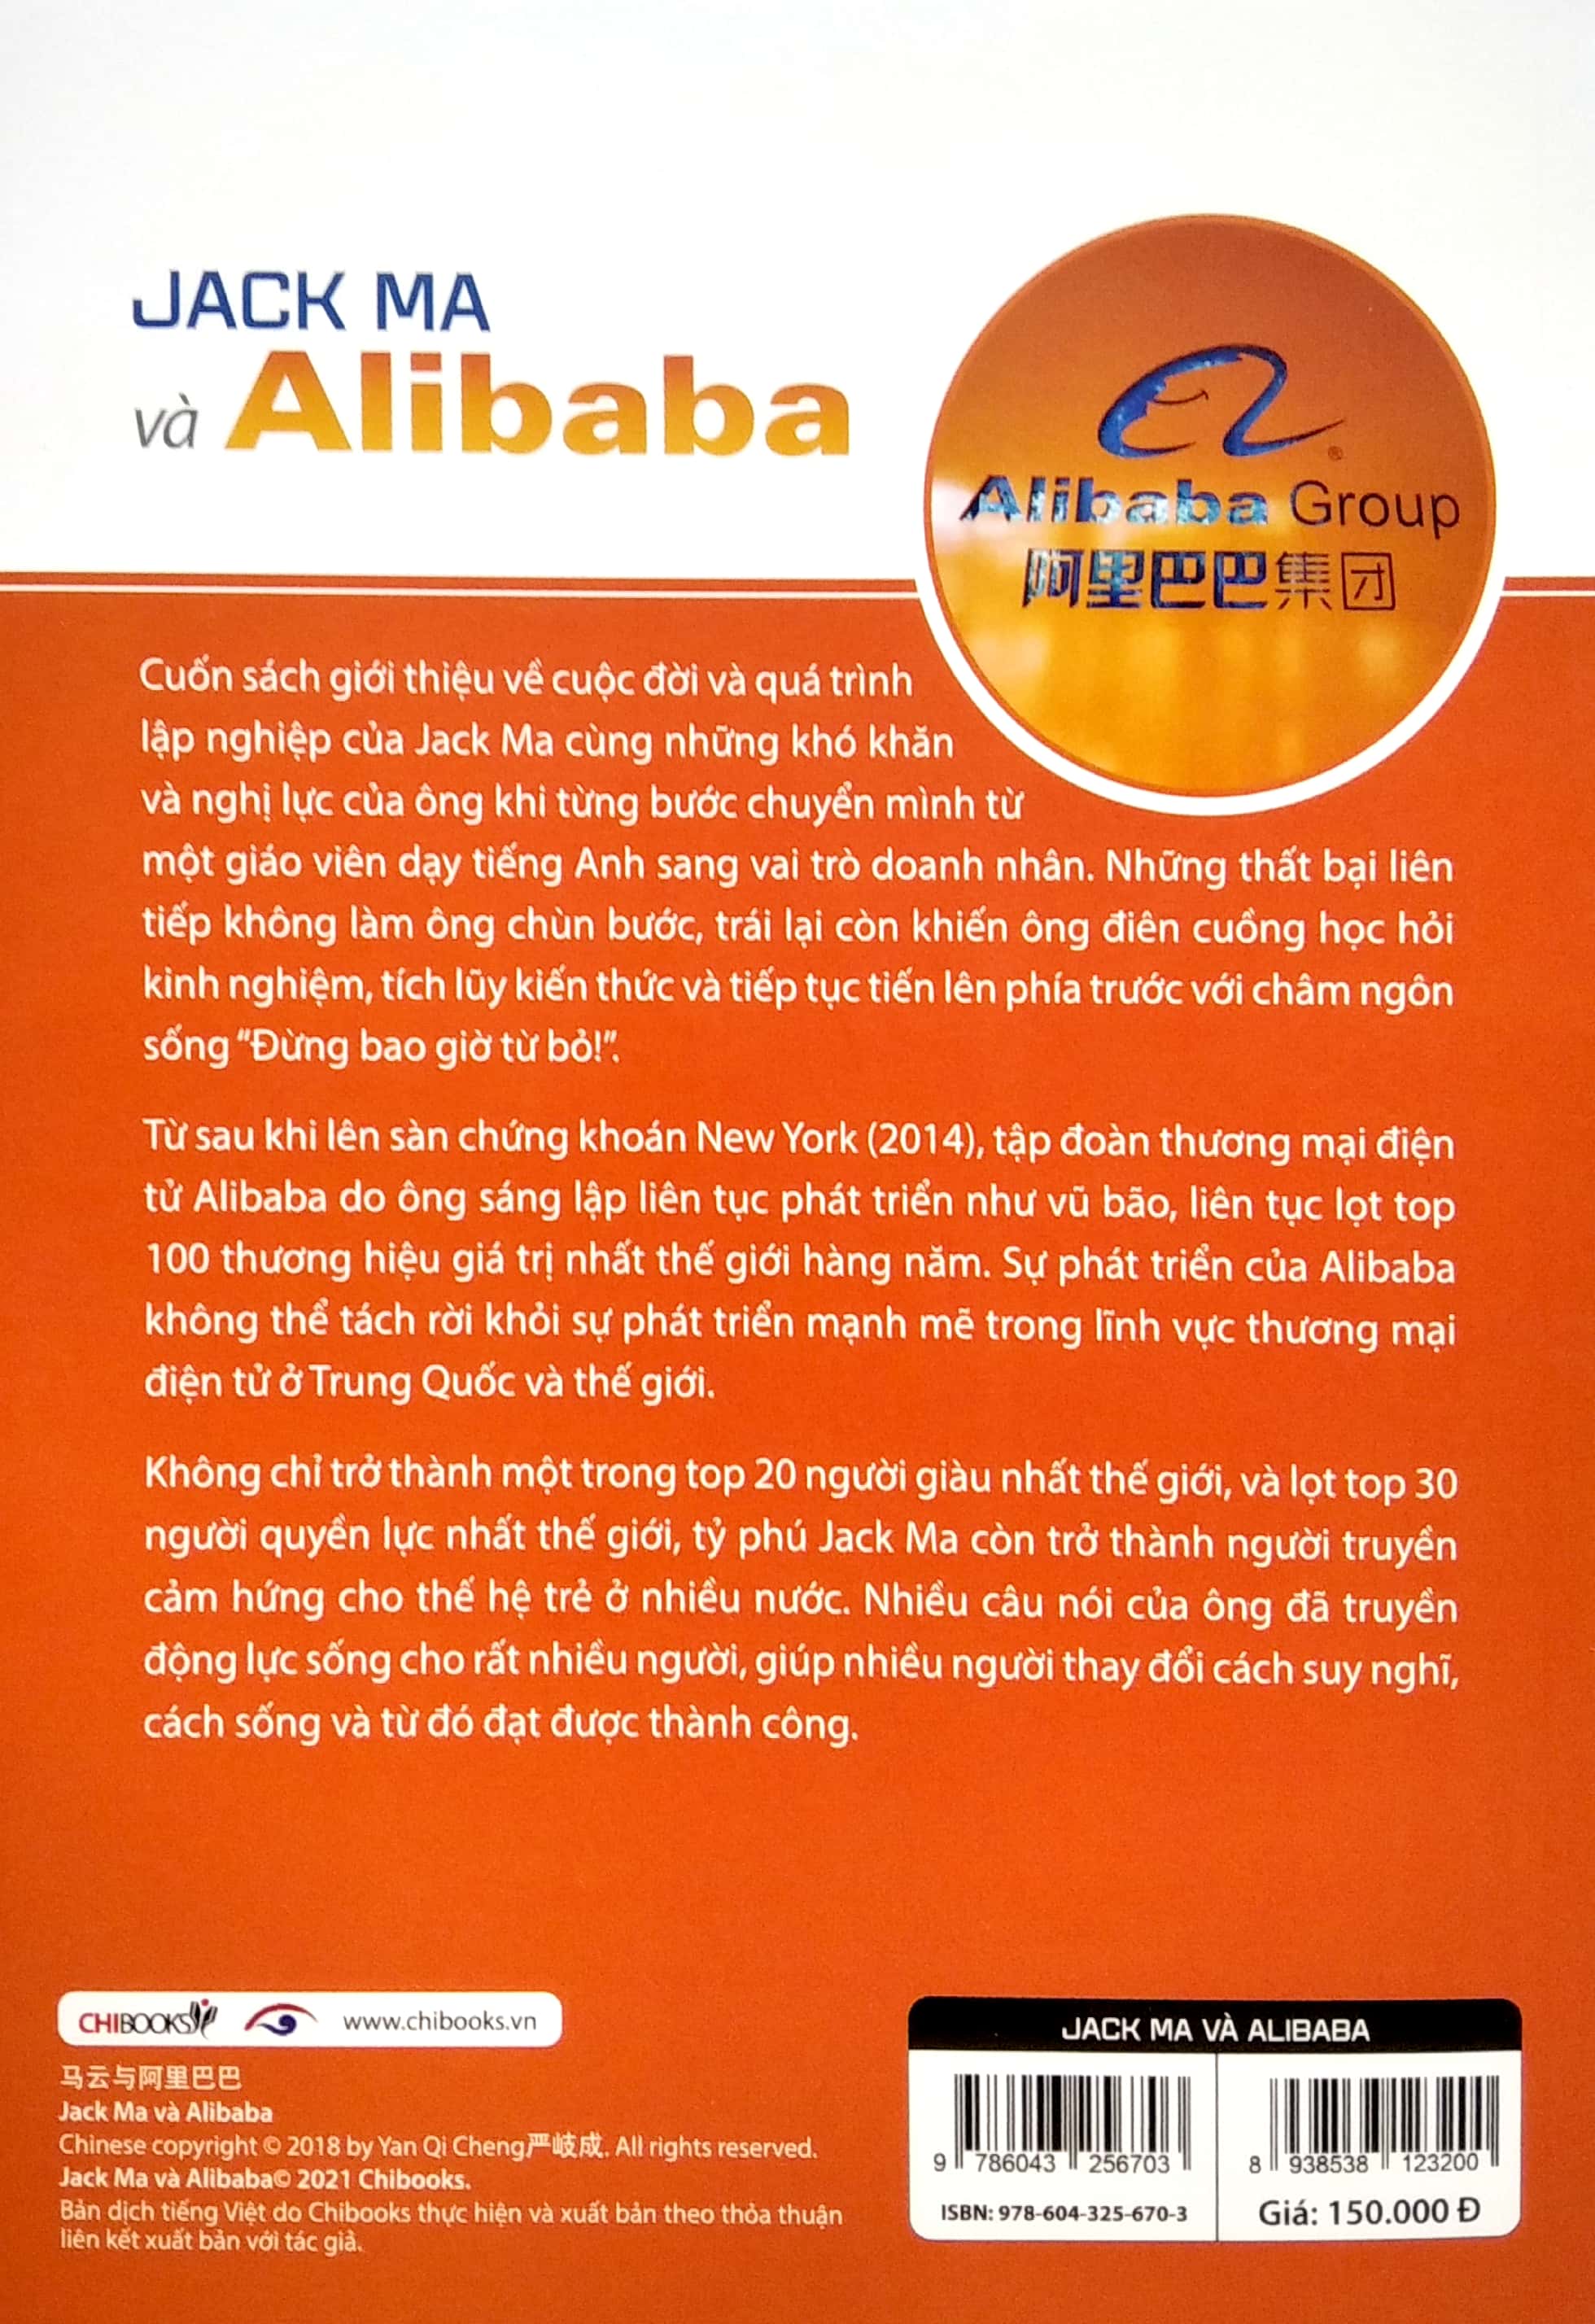 JACK MA
và Alibaba
Alibaba Group
阿里巴巴集团
Cuốn sách giới thiệu về cuộc đời và quá trình
lập nghiệp của Jack Ma cùng những khó khăn
và nghị lực của ông khi từng bước chuyển mình từ
một giáo viên dạy tiếng Anh sang vai trò doanh nhân. Những thất bại liên
tiếp không làm ông chùn bước, trái lại còn khiến ông điên cuồng học hỏi
kinh nghiệm, tích lũy kiến thức và tiếp tục tiến lên phía trước với châm ngôn
sống "Đừng bao giờ từ bỏ!".
Từ sau khi lên sàn chứng khoán New York (2014), tập đoàn thương mại điện
tử Alibaba do ông sáng lập liên tục phát triển như vũ bão, liên tục lọt top
100 thương hiệu giá trị nhất thế giới hàng năm. Sự phát triển của Alibaba
không thể tách rời khỏi sự phát triển mạnh mẽ trong lĩnh vực thương mại
điện tử ở Trung Quốc và thế giới.
Không chỉ trở thành một trong top 20 người giàu nhất thế giới, và lọt top 30
người quyền lực nhất thế giới, tỷ phú Jack Ma còn trở thành người truyền
cảm hứng cho thế hệ trẻ ở nhiều nước. Nhiều câu nói của ông đã truyền
động lực sống cho rất nhiều người, giúp nhiều người thay đổi cách suy nghĩ,
cách sống và từ đó đạt được thành công.
CHIBOOKS www.chibooks.vn
马云与阿里巴巴
Jack Ma và Alibaba
Chinese copyright © 2018 by Yan Qi Cheng严岐成. All rights reserved.
Jack Ma và Alibaba© 2021 Chibooks.
Bản dịch tiếng Việt do Chibooks thực hiện và xuất bản theo thỏa thuận
liên kết xuất bản với tác giả.
JACK MA VÀ ALIBABA
9 786043 256703
ISBN: 978-604-325-670-3
8 938538 123200
Giá: 150.000 Đ